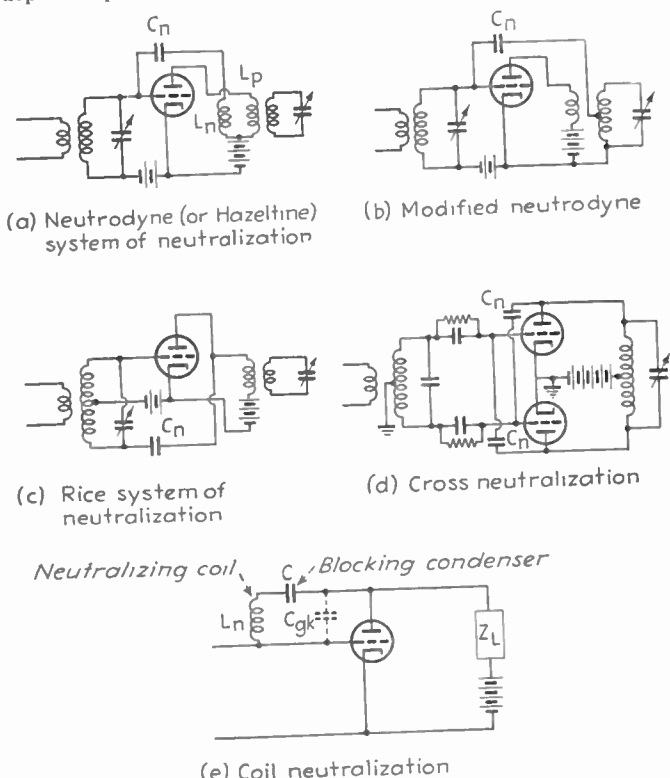 Cn
Lp
Ln
(a) Neutrodyne (or Hazeltine)
system of neutralization
Cn
(b) Modified neutrodyne
Cn
(c) Rice system of
neutralization
Cn
Cn
(d) Cross neutralization
Neutralizing coil
C
Blocking condenser
Ln
Cgk
ZL
(e) Coil neutralization